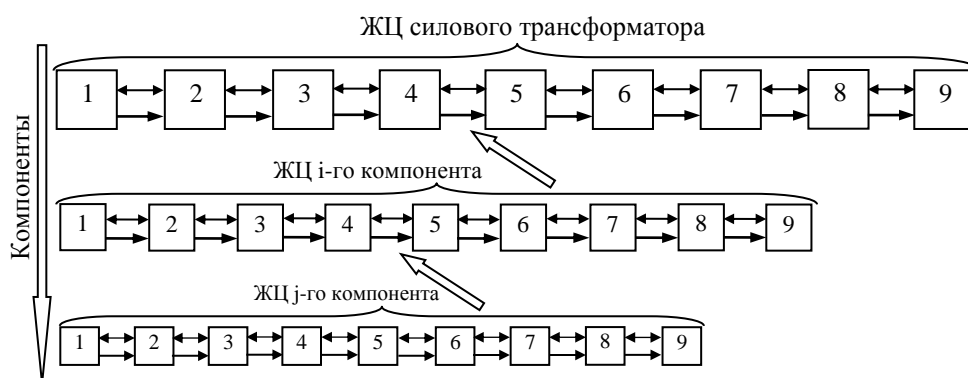 ЖЦ силового трансформатора
1 2 3 4 5 6 7 8 9
Компоненты
ЖЦ i-го компонента
1 2 3 4 5 6 7 8 9
ЖЦ j-го компонента
1 2 3 4 5 6 7 8 9